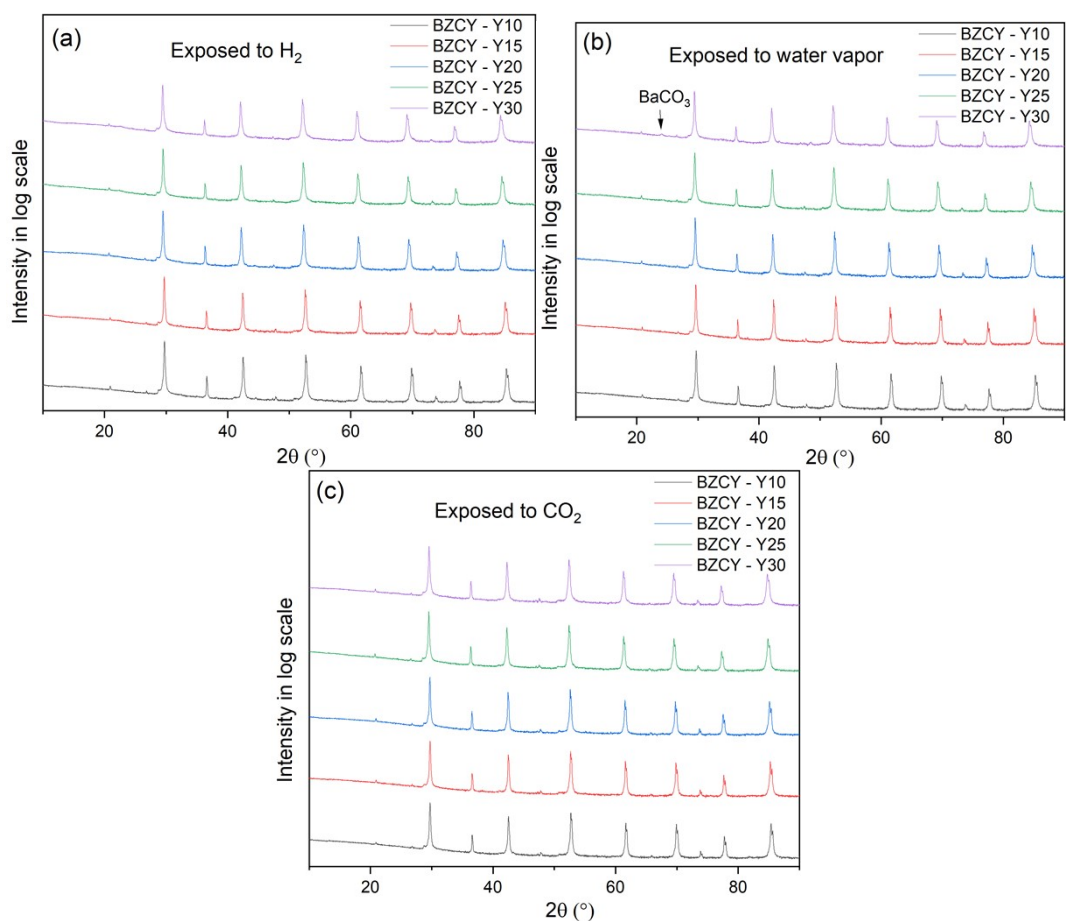 (a)
Exposed to H₂
BZCY - Y10
BZCY - Y15
BZCY - Y20
BZCY - Y25
BZCY - Y30
Intensity in log scale
20 40 60 80
2θ (°)
(b)
Exposed to water vapor
BZCY - Y10
BZCY - Y15
BZCY - Y20
BZCY - Y25
BZCY - Y30
BaCO₃
Intensity in log scale
20 40 60 80
2θ (°)
(c)
Exposed to CO₂
BZCY - Y10
BZCY - Y15
BZCY - Y20
BZCY - Y25
BZCY - Y30
Intensity in log scale
20 40 60 80
2θ (°)